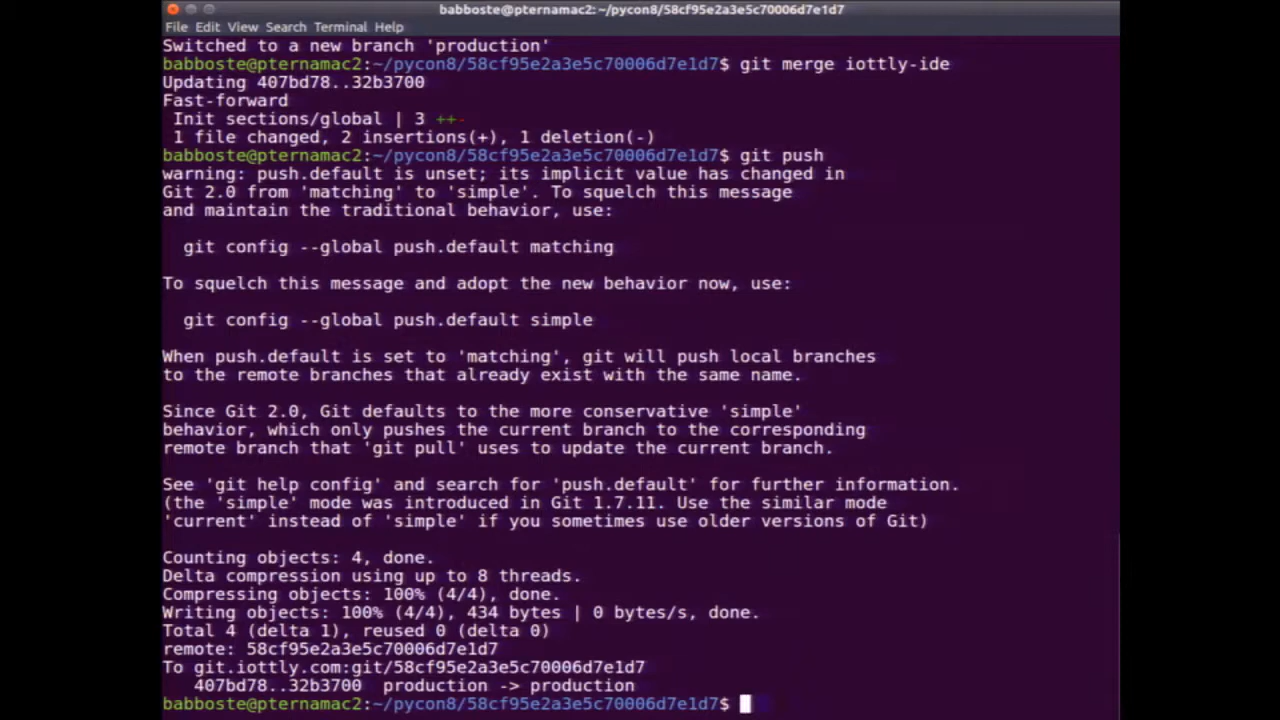 babboste@pternamac2: ~/pycon8/58cf95e2a3e5c70006d7e1d7
File Edit View Search Terminal Help
Switched to a new branch 'production'
babboste@pternamac2:~/pycon8/58cf95e2a3e5c70006d7e1d7$ git merge iottly-ide
Updating 407bd78..32b3700
Fast-forward
 Init sections/global | 3 ++-
 1 file changed, 2 insertions(+), 1 deletion(-)
babboste@pternamac2:~/pycon8/58cf95e2a3e5c70006d7e1d7$ git push
warning: push.default is unset; its implicit value has changed in
Git 2.0 from 'matching' to 'simple'. To squelch this message
and maintain the traditional behavior, use:
  git config --global push.default matching
To squelch this message and adopt the new behavior now, use:
  git config --global push.default simple
When push.default is set to 'matching', git will push local branches
to the remote branches that already exist with the same name.
Since Git 2.0, Git defaults to the more conservative 'simple'
behavior, which only pushes the current branch to the corresponding
remote branch that 'git pull' uses to update the current branch.
See 'git help config' and search for 'push.default' for further information.
(the 'simple' mode was introduced in Git 1.7.11. Use the similar mode
'current' instead of 'simple' if you sometimes use older versions of Git)
Counting objects: 4, done.
Delta compression using up to 8 threads.
Compressing objects: 100% (4/4), done.
Writing objects: 100% (4/4), 434 bytes | 0 bytes/s, done.
Total 4 (delta 1), reused 0 (delta 0)
remote: 58cf95e2a3e5c70006d7e1d7
To git.iottly.com:git/58cf95e2a3e5c70006d7e1d7
   407bd78..32b3700  production -> production
babboste@pternamac2:~/pycon8/58cf95e2a3e5c70006d7e1d7$